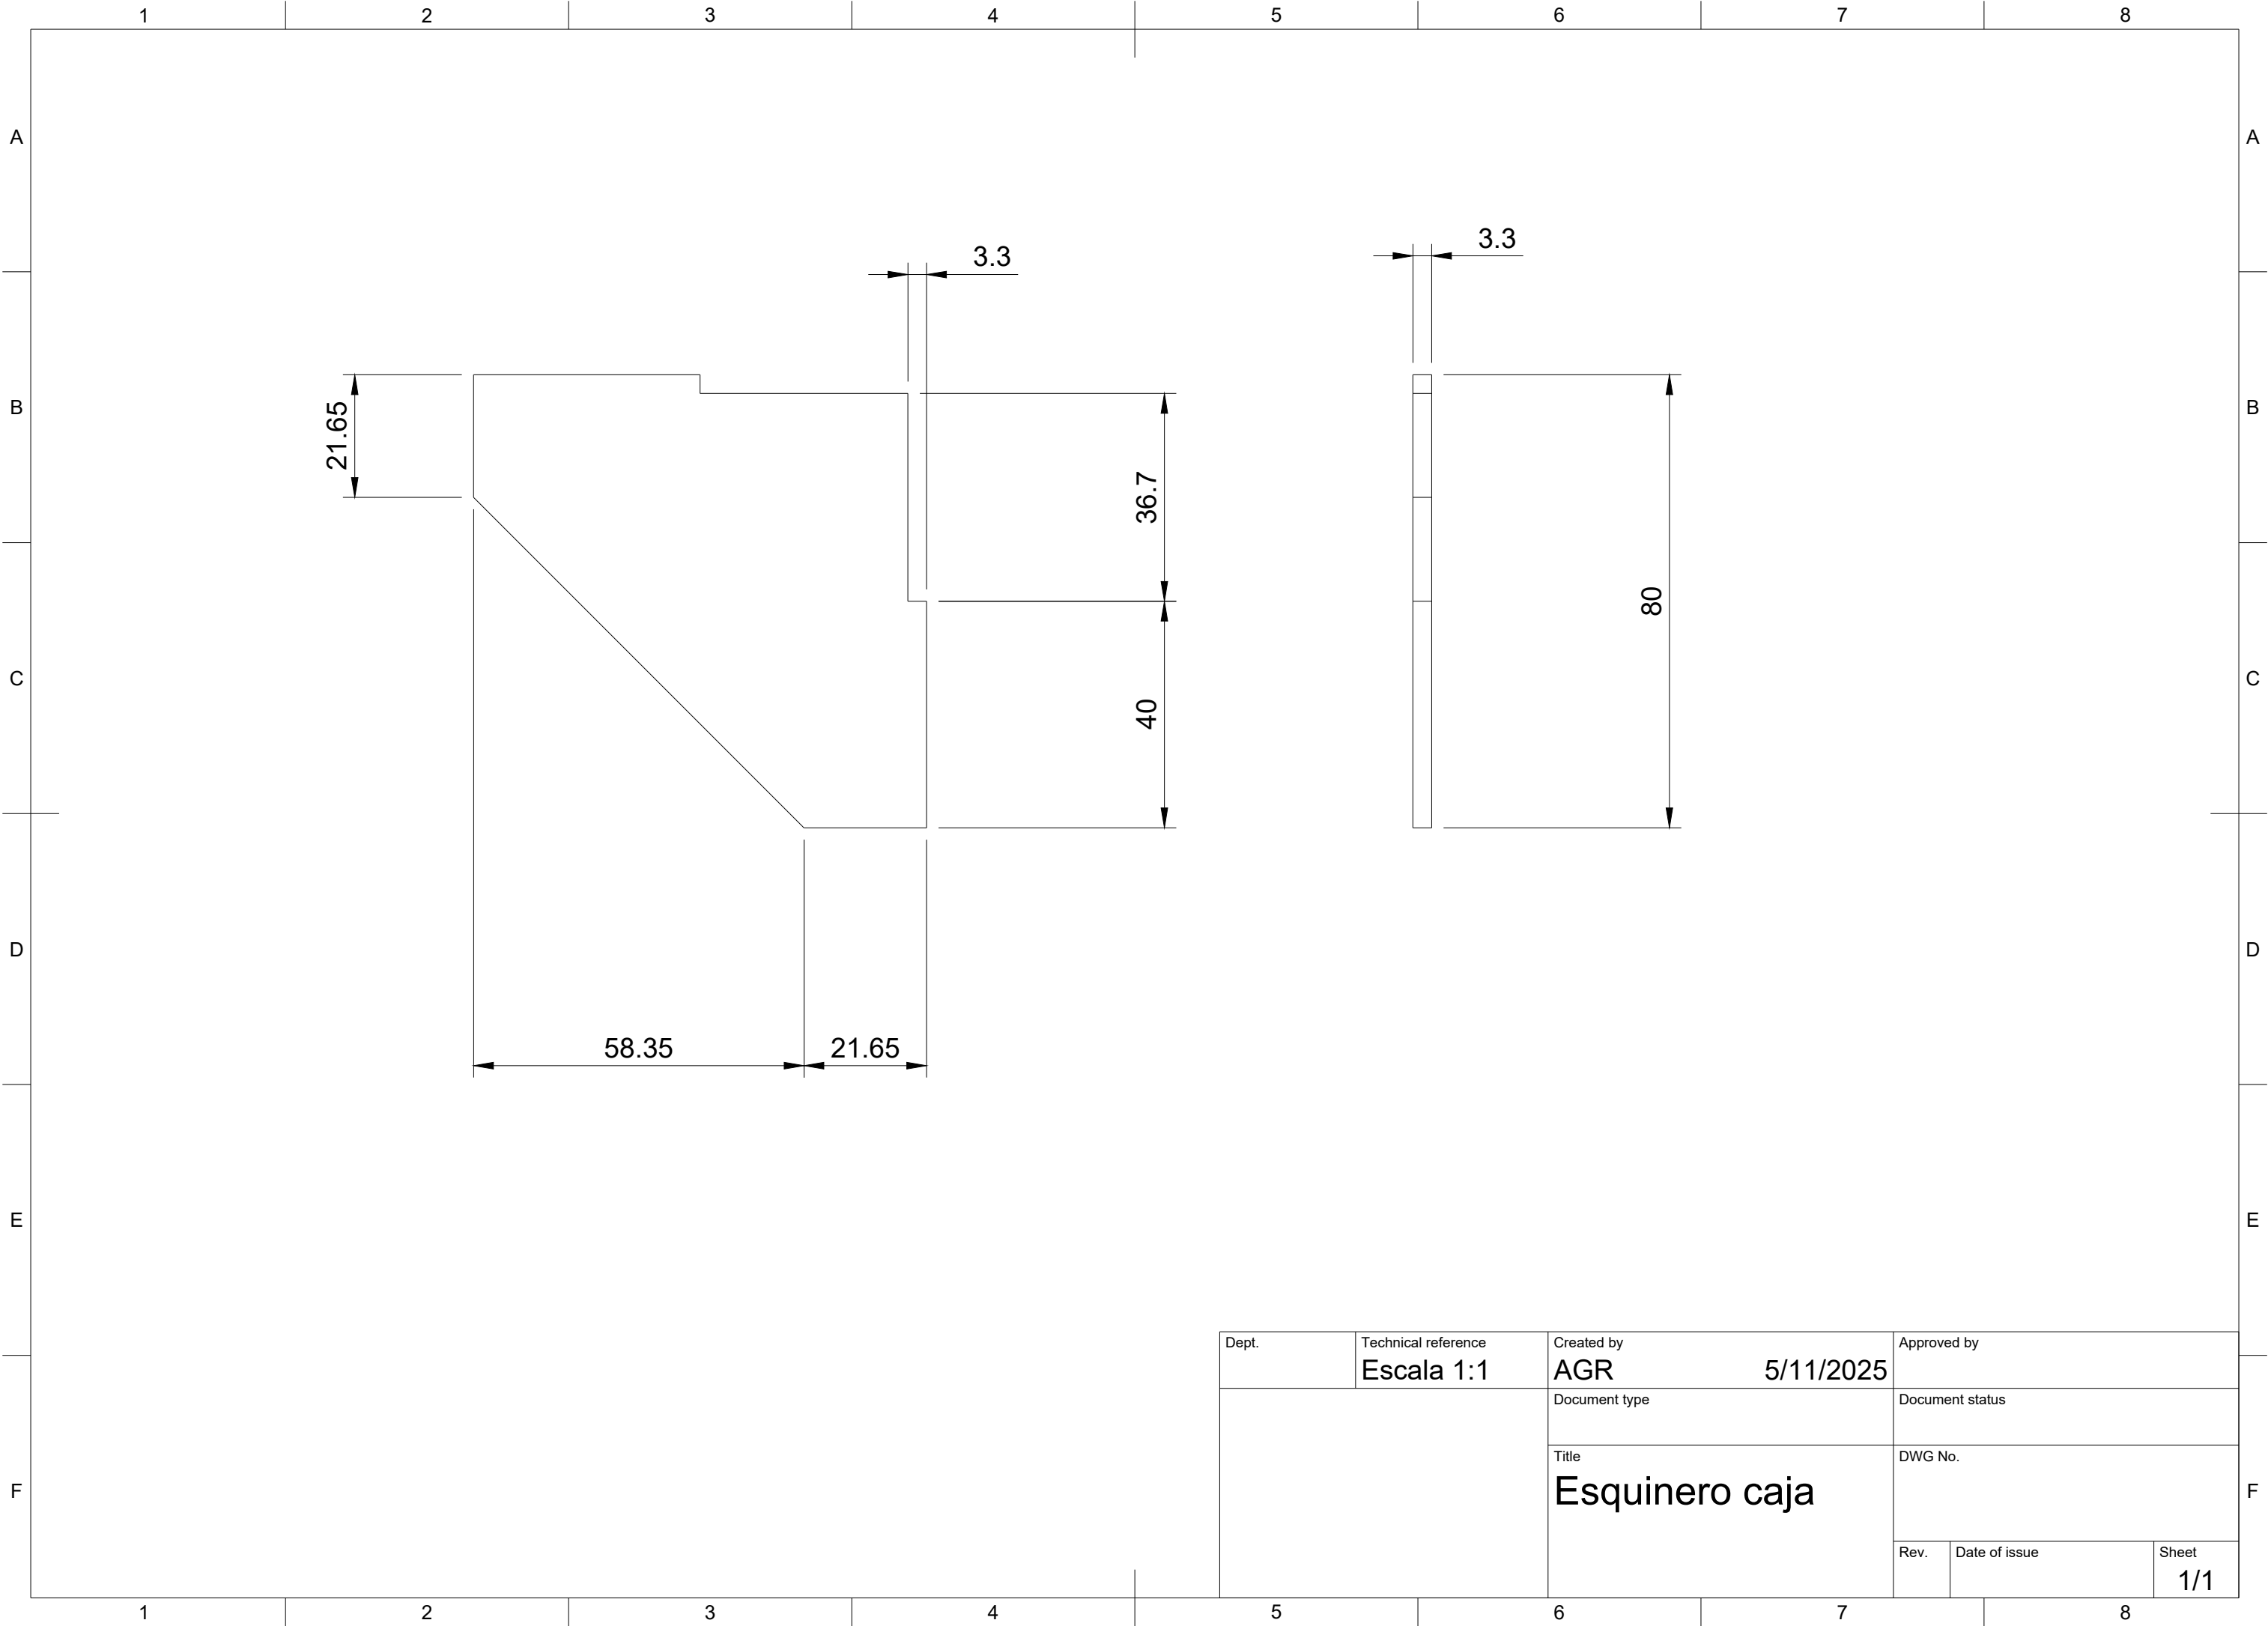 1 2 3 4 5 6 7 8
A A
3.3
3.3
B B
21.65
36.7
80
C C
40
D D
58.35 21.65
E E
Dept. Technical reference Created by Approved by
Escala 1:1 AGR 5/11/2025
Document type Document status
Title DWG No.
Esquinero caja
F F
Rev. Date of issue Sheet
1/1
1 2 3 4 5 6 7 8